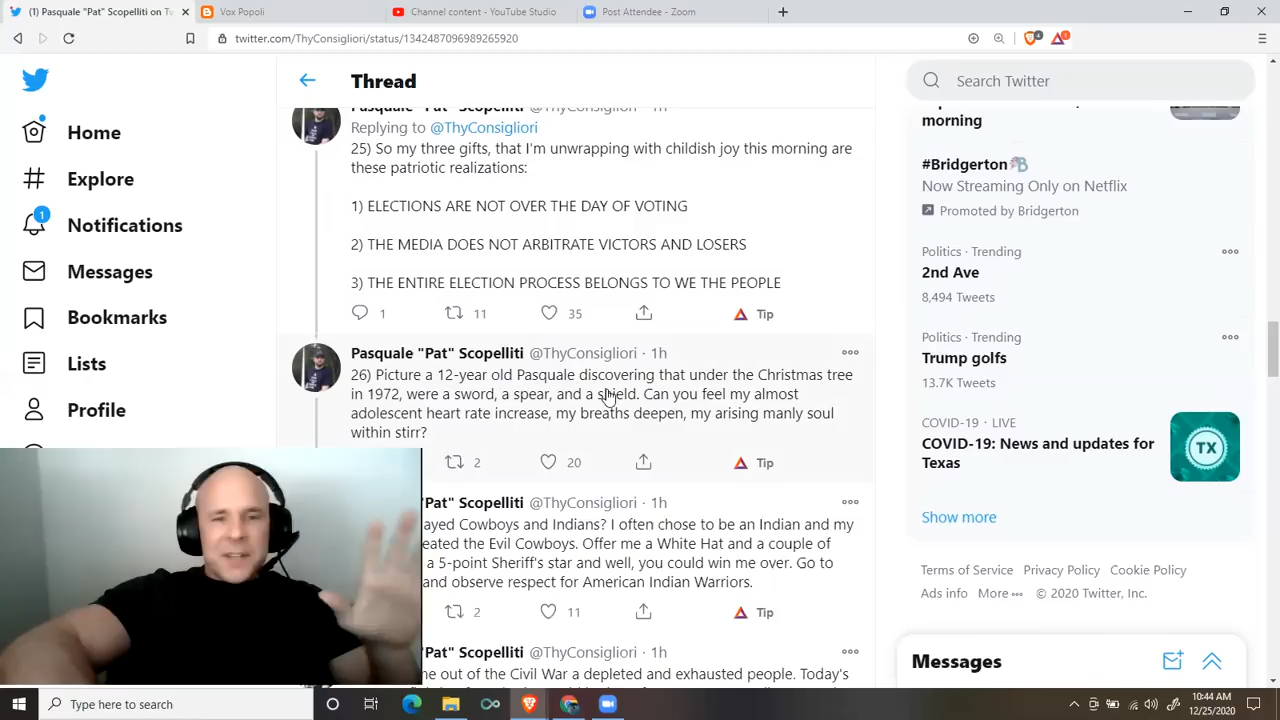 (1) Pasquale "Pat" Scopelliti on Tw
Vox Popoli
Channel content - YouTube Studio
Post Attendee - Zoom
twitter.com/ThyConsigliori/status/1342487096989265920
4
1
Home
Explore
1
Notifications
Messages
Bookmarks
Lists
Profile
Thread
Pasquale "Pat" Scopelliti @ThyConsigliori · 1h
Replying to @ThyConsigliori
25) So my three gifts, that I'm unwrapping with childish joy this morning are
these patriotic realizations:
1) ELECTIONS ARE NOT OVER THE DAY OF VOTING
2) THE MEDIA DOES NOT ARBITRATE VICTORS AND LOSERS
3) THE ENTIRE ELECTION PROCESS BELONGS TO WE THE PEOPLE
1 11 35 Tip
Pasquale "Pat" Scopelliti @ThyConsigliori · 1h
26) Picture a 12-year old Pasquale discovering that under the Christmas tree
in 1972, were a sword, a spear, and a shield. Can you feel my almost
adolescent heart rate increase, my breaths deepen, my arising manly soul
within stirr?
2 20 Tip
"Pat" Scopelliti @ThyConsigliori · 1h
ayed Cowboys and Indians? I often chose to be an Indian and my
eated the Evil Cowboys. Offer me a White Hat and a couple of
a 5-point Sheriff's star and well, you could win me over. Go to
and observe respect for American Indian Warriors.
2 11 Tip
"Pat" Scopelliti @ThyConsigliori · 1h
me out of the Civil War a depleted and exhausted people. Today's
Search Twitter
morning
#Bridgerton
Now Streaming Only on Netflix
Promoted by Bridgerton
Politics · Trending
2nd Ave
8,494 Tweets
Politics · Trending
Trump golfs
13.7K Tweets
COVID-19 · LIVE
COVID-19: News and updates for
Texas
TX
Show more
Terms of Service Privacy Policy Cookie Policy
Ads info More © 2020 Twitter, Inc.
Messages
Type here to search
10:44 AM
12/25/2020